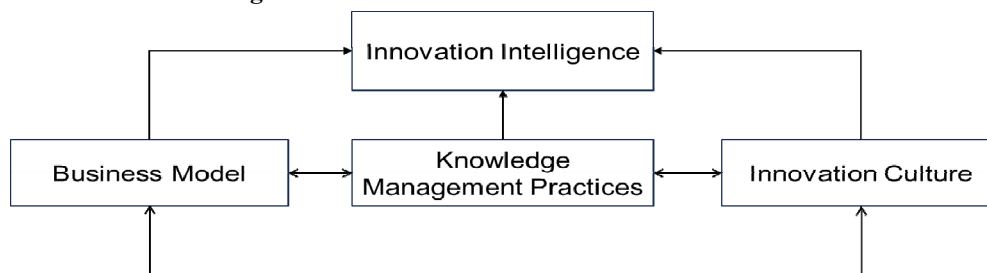 Innovation Intelligence
Business Model
Knowledge
Management Practices
Innovation Culture